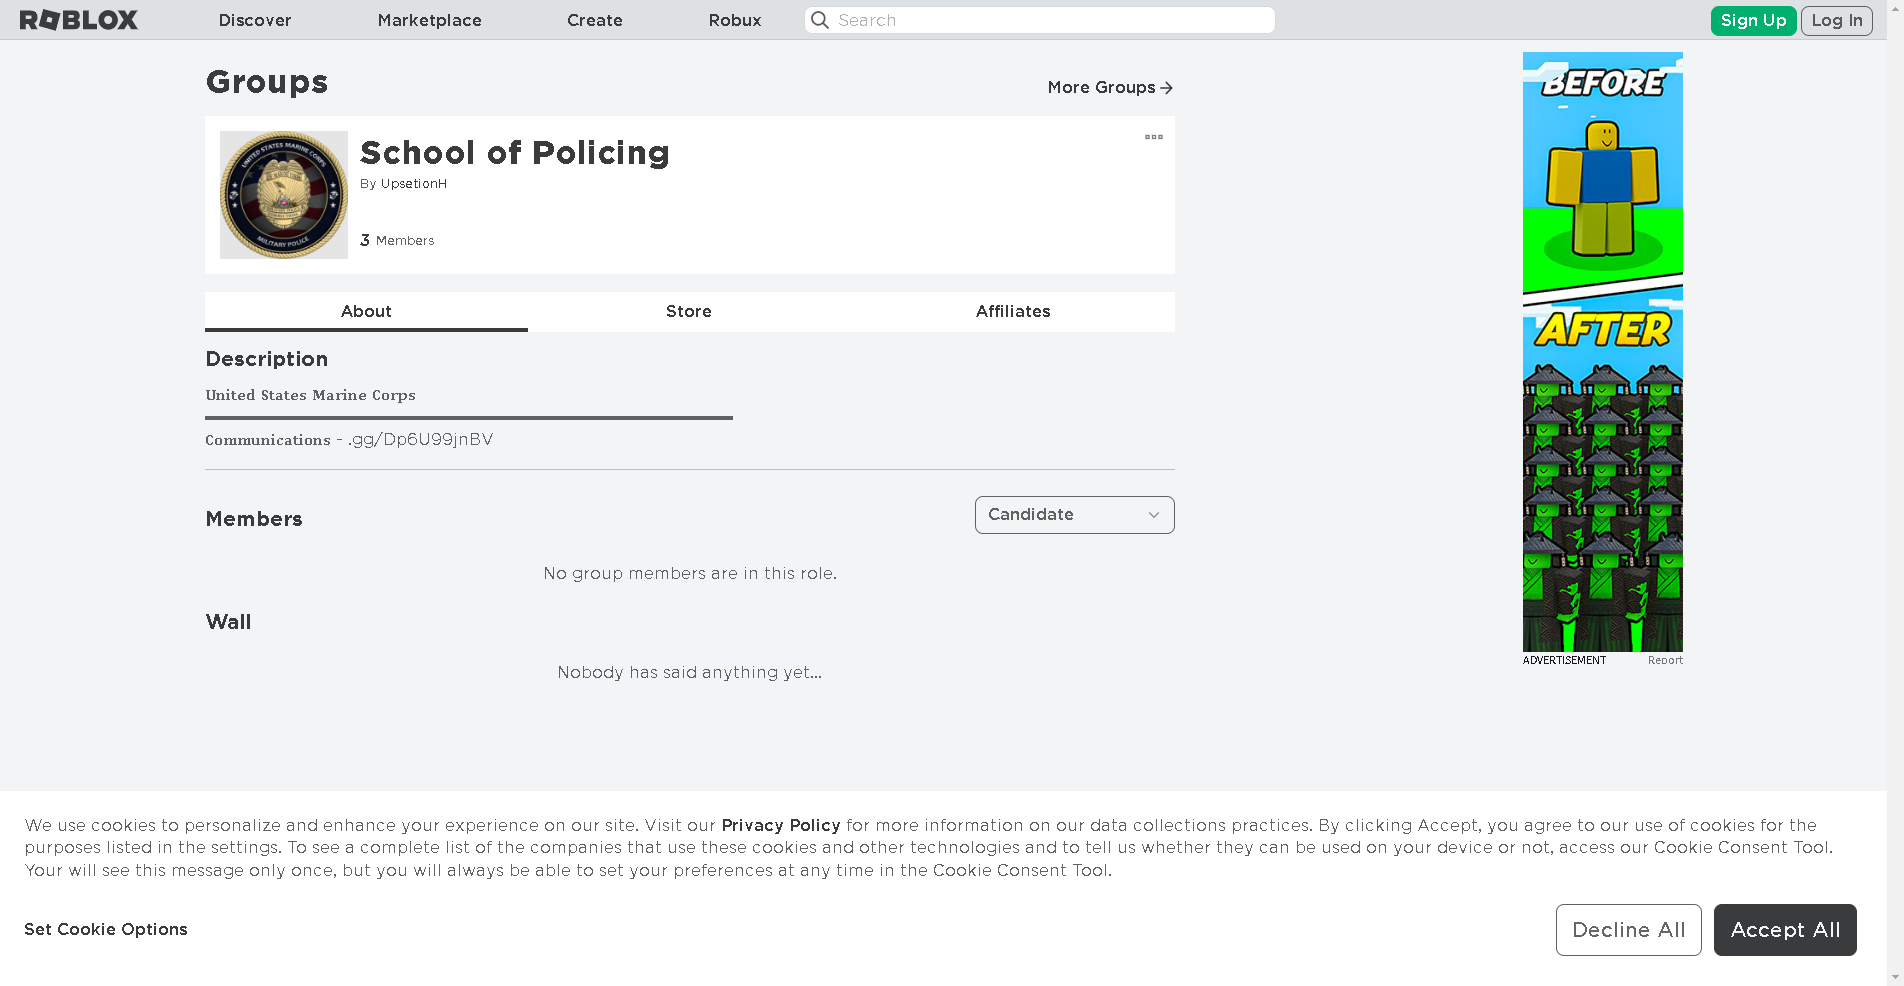 ROBLOX
Discover
Marketplace
Create
Robux
Search
Sign Up
Log In
Groups
More Groups
School of Policing
By UpsetionH
3 Members
UNITED STATES MARINE CORPS
MILITARY POLICE
About
Store
Affiliates
Description
United States Marine Corps
Communications - .gg/Dp6U99jnBV
Members
Candidate
No group members are in this role.
Wall
Nobody has said anything yet...
BEFORE
AFTER
ADVERTISEMENT
Report
We use cookies to personalize and enhance your experience on our site. Visit our Privacy Policy for more information on our data collections practices. By clicking Accept, you agree to our use of cookies for the
purposes listed in the settings. To see a complete list of the companies that use these cookies and other technologies and to tell us whether they can be used on your device or not, access our Cookie Consent Tool.
Your will see this message only once, but you will always be able to set your preferences at any time in the Cookie Consent Tool.
Set Cookie Options
Decline All
Accept All